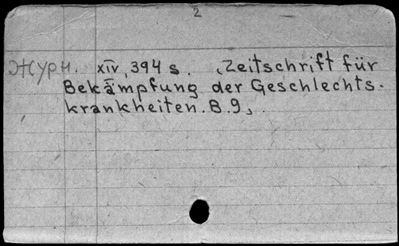 2
Журн. XIV, 394 s. „Zeitschrift für
Bekämpfung der Geschlechts-
krankheiten. B. 9„